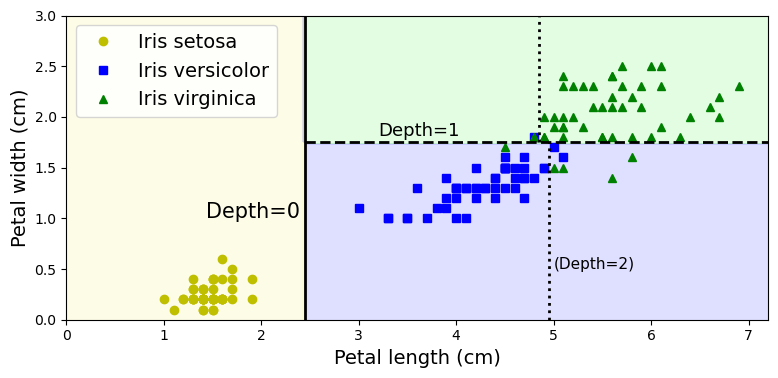 3.0
2.5
2.0
1.5
1.0
0.5
0.0
Petal width (cm)
Iris setosa
Iris versicolor
Iris virginica
Depth=1
Depth=0
(Depth=2)
0 1 2 3 4 5 6 7
Petal length (cm)